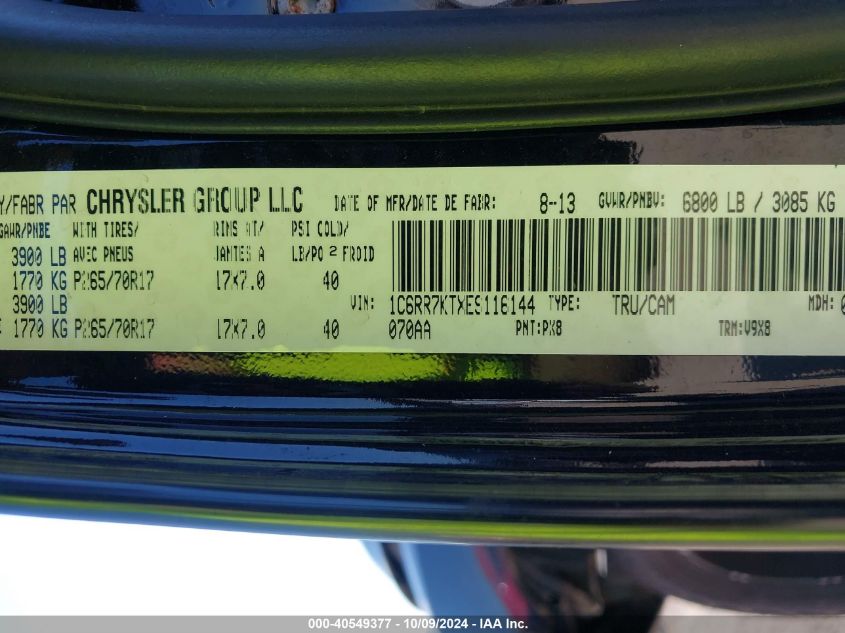 Y/FABR PAR CHRYSLER GROUP LLC DATE OF MFR/DATE DE FABR: 8-13 GVWR/PNBV: 6800 LB / 3085 KG
GAWR/PNBE WITH TIRES/ RIMS AT/ PSI COLD/
3900 LB AVEC PNEUS JANTES A LB/PO 2 FROID
1770 KG P265/70R17 17X7.0 40
3900 LB VIN: 1C6RR7KTXES116144 TYPE: TRU/CAM MDH: 0
1770 KG P265/70R17 17X7.0 40 070AA PNT: PX8 TRM: V9X8
000-40549377 - 10/09/2024 - IAA Inc.